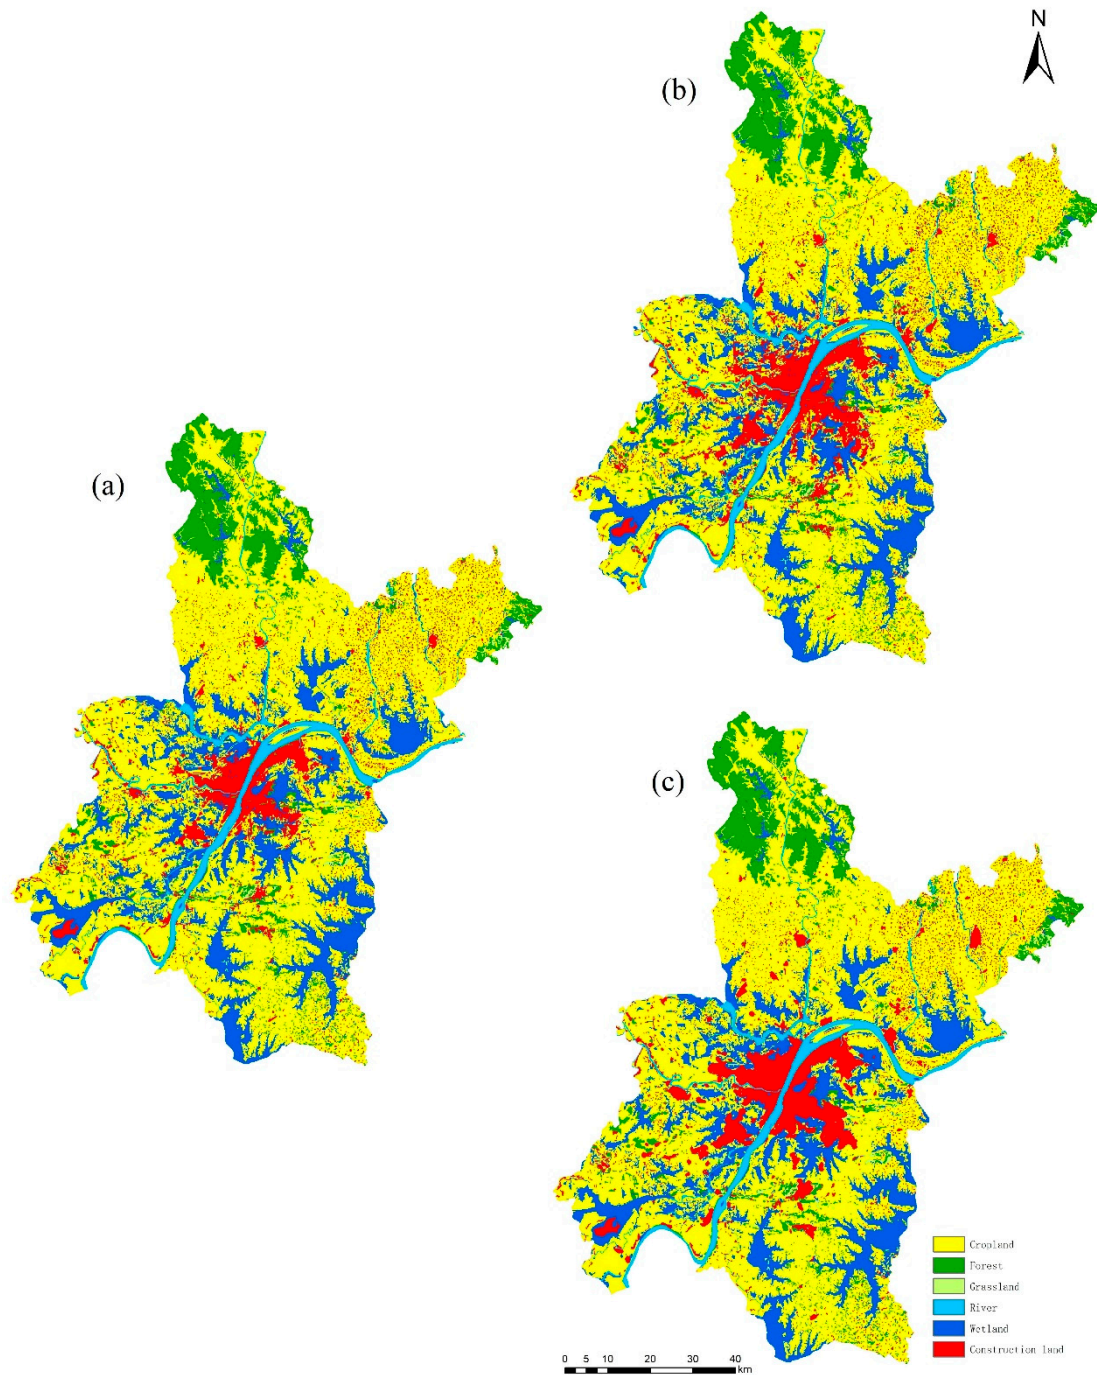 N
(b)
(a)
(c)
Cropland
Forest
Grassland
River
Wetland
Construction land
0 5 10 20 30 40
km